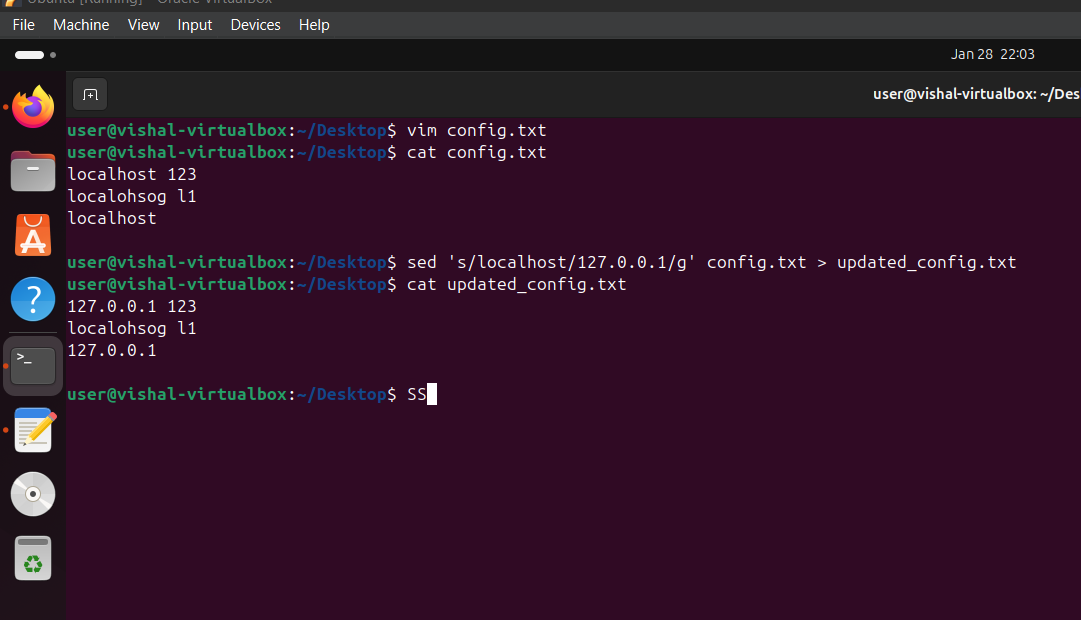 Ubuntu [Running] - Oracle VirtualBox
File Machine View Input Devices Help
Jan 28 22:03
user@vishal-virtualbox: ~/Des
user@vishal-virtualbox:~/Desktop$ vim config.txt
user@vishal-virtualbox:~/Desktop$ cat config.txt
localhost 123
localohsog l1
localhost
user@vishal-virtualbox:~/Desktop$ sed 's/localhost/127.0.0.1/g' config.txt > updated_config.txt
user@vishal-virtualbox:~/Desktop$ cat updated_config.txt
127.0.0.1 123
localohsog l1
127.0.0.1
user@vishal-virtualbox:~/Desktop$ SS